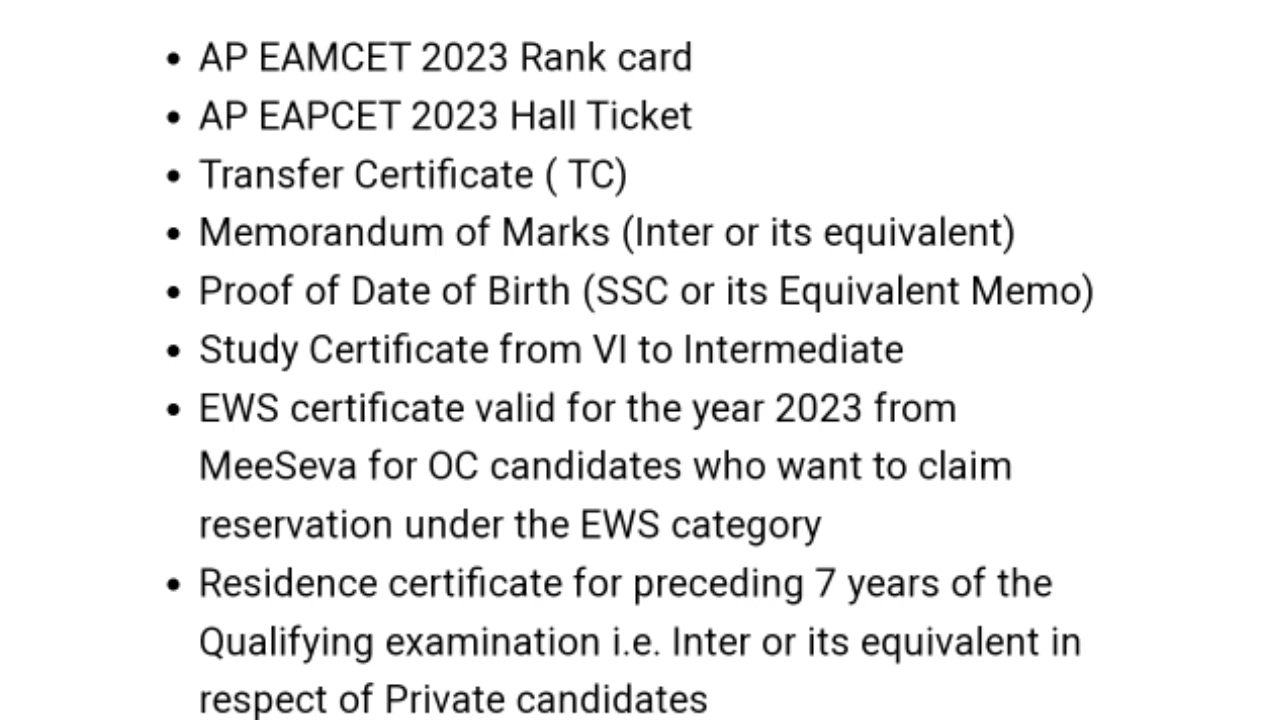 • AP EAMCET 2023 Rank card
• AP EAPCET 2023 Hall Ticket
• Transfer Certificate ( TC)
• Memorandum of Marks (Inter or its equivalent)
• Proof of Date of Birth (SSC or its Equivalent Memo)
• Study Certificate from VI to Intermediate
• EWS certificate valid for the year 2023 from
MeeSeva for OC candidates who want to claim
reservation under the EWS category
• Residence certificate for preceding 7 years of the
Qualifying examination i.e. Inter or its equivalent in
respect of Private candidates